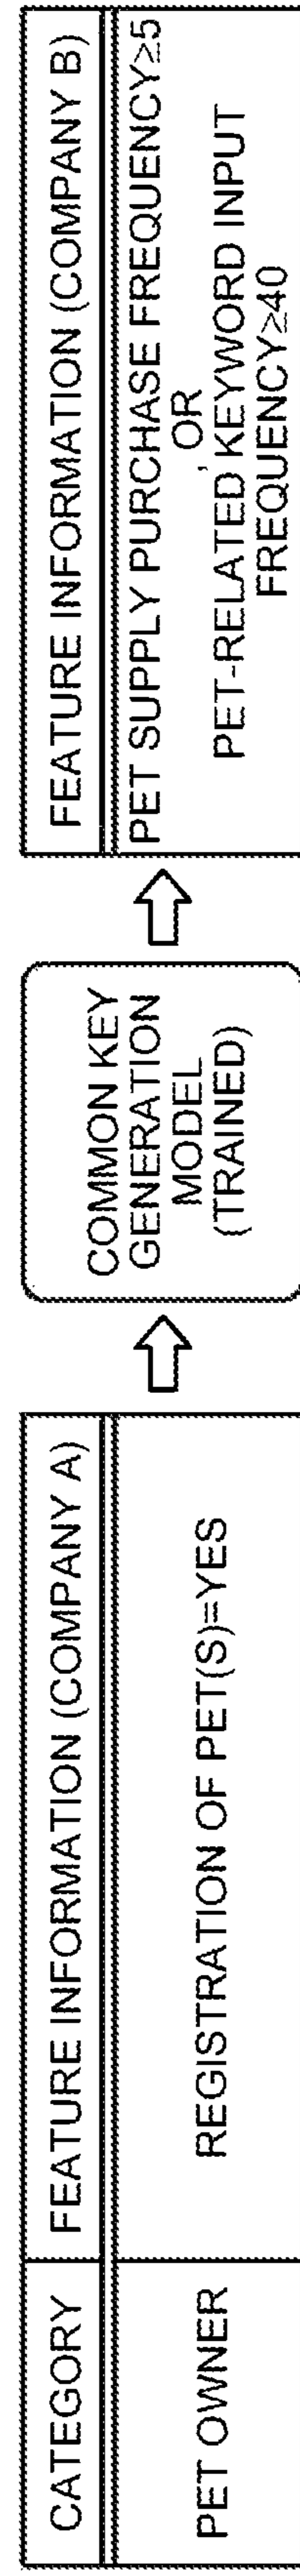 CATEGORY
FEATURE INFORMATION (COMPANY A)
PET OWNER
REGISTRATION OF PET(S)=YES
COMMON KEY
GENERATION
MODEL
(TRAINED)
FEATURE INFORMATION (COMPANY B)
PET SUPPLY PURCHASE FREQUENCY≥5
, OR
PET-RELATED KEYWORD INPUT
FREQUENCY≥40